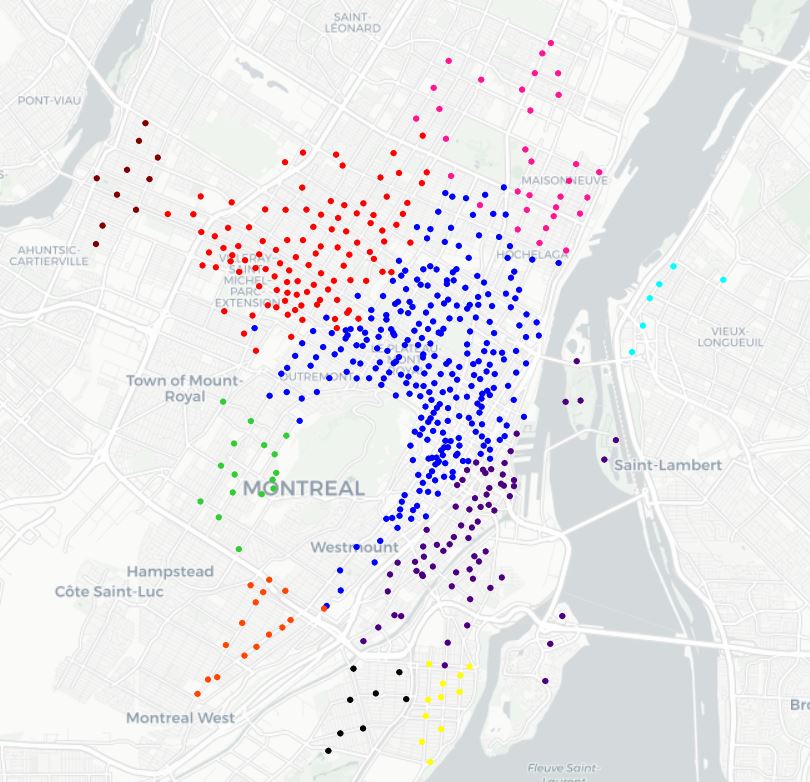 SAINT-
LÉONARD
PONT-VIAU
MAISONNEUVE
AHUNTSIC-
CARTIERVILLE
HOCHELAGA
VILLERAY-
SAINT-
MICHEL-
PARC-
EXTENSION
VIEUX-
LONGUEUIL
OUTREMONT
Town of Mount-
Royal
Saint-Lambert
MONTREAL
Westmount
Hampstead
Côte Saint-Luc
Montreal West
Bro
Fleuve Saint-
Laurent